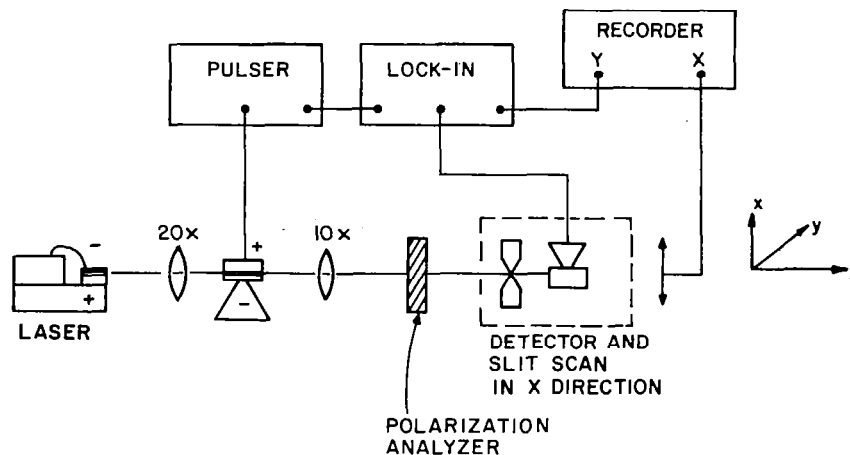 RECORDER
Y X
PULSER
LOCK-IN
20x
+
-
10x
-
+
LASER
x
y
DETECTOR AND
SLIT SCAN
IN X DIRECTION
POLARIZATION
ANALYZER